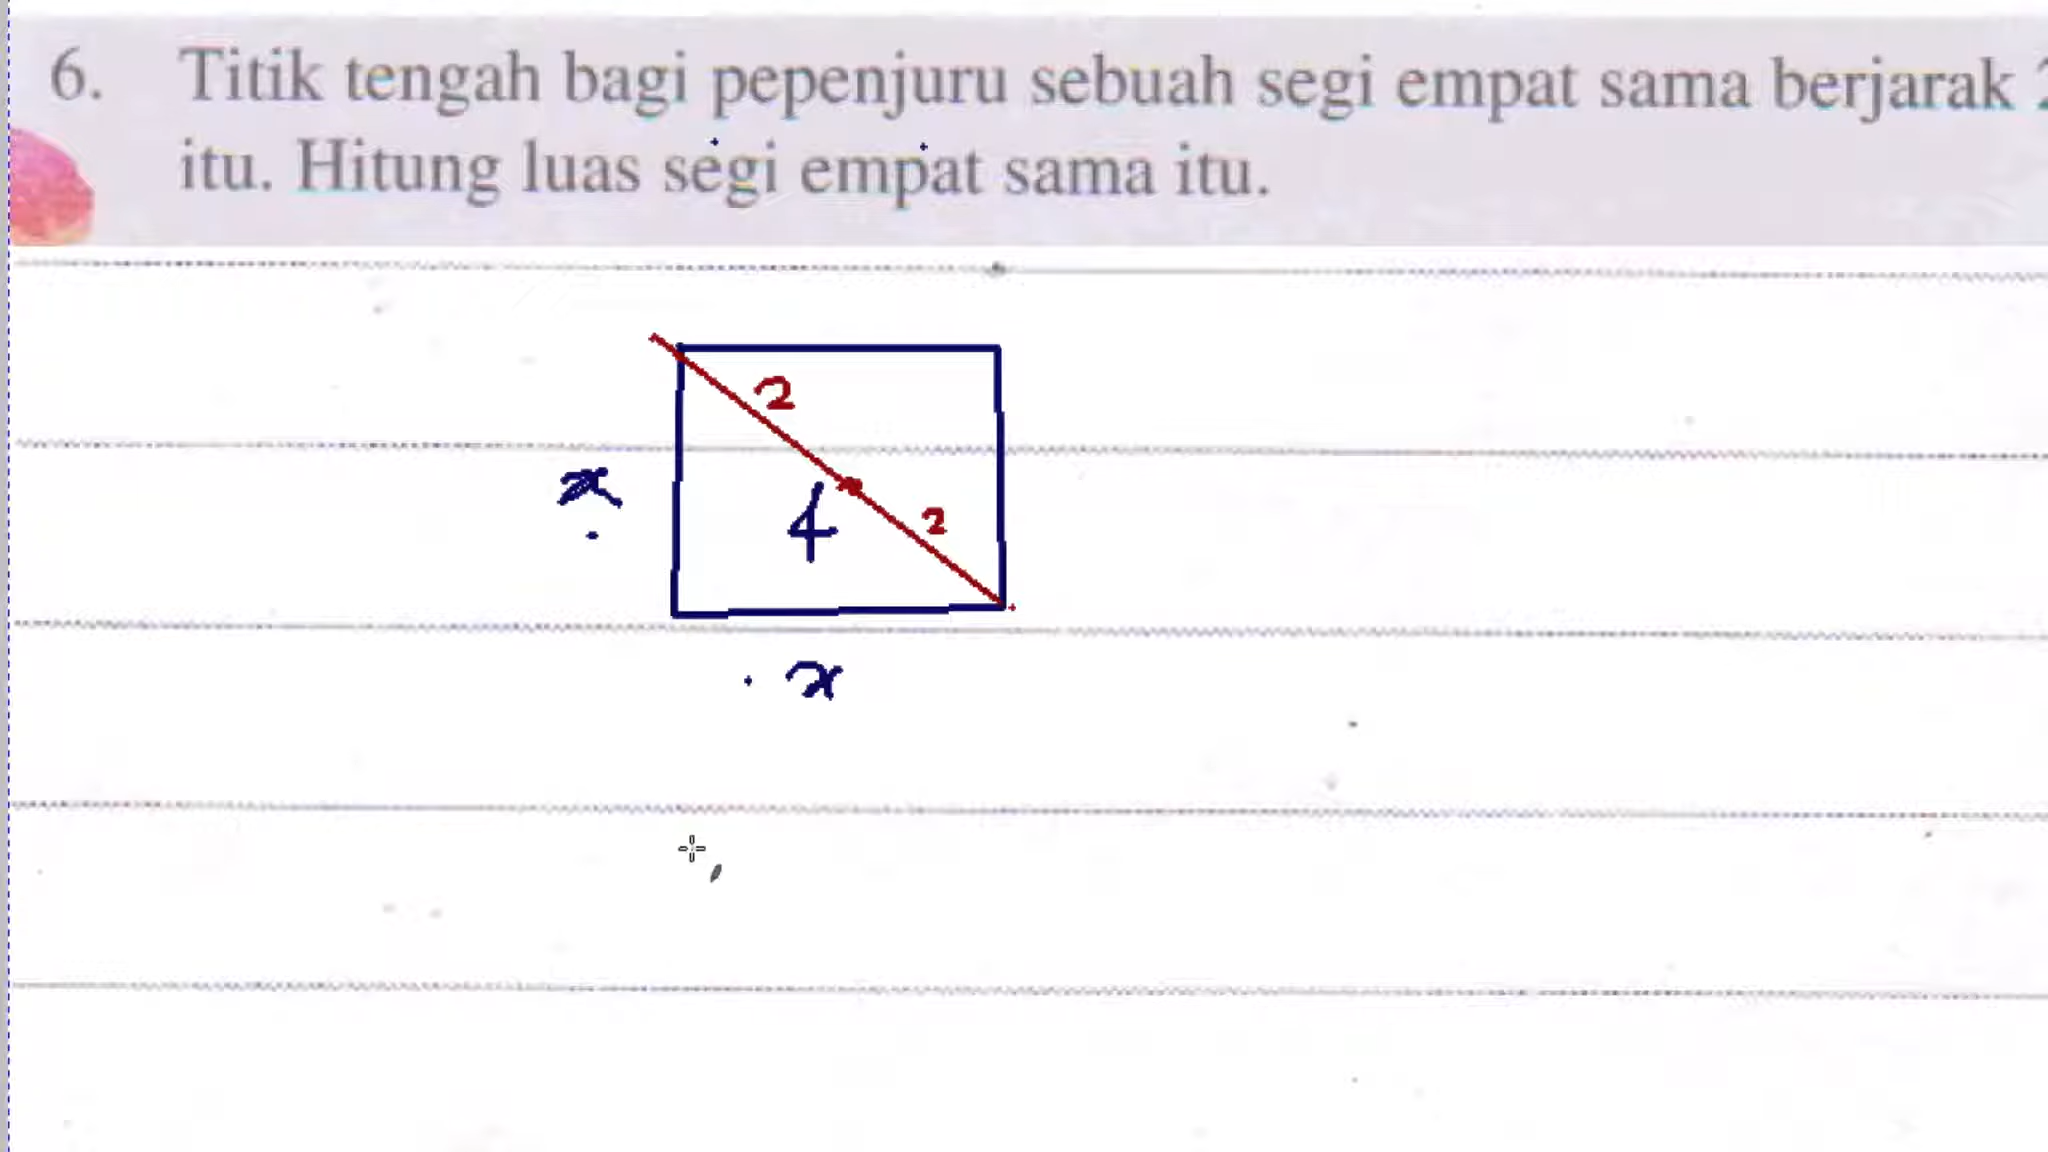 6. Titik tengah bagi pepenjuru sebuah segi empat sama berjarak
itu. Hitung luas segi empat sama itu.
2
x
4
2
x